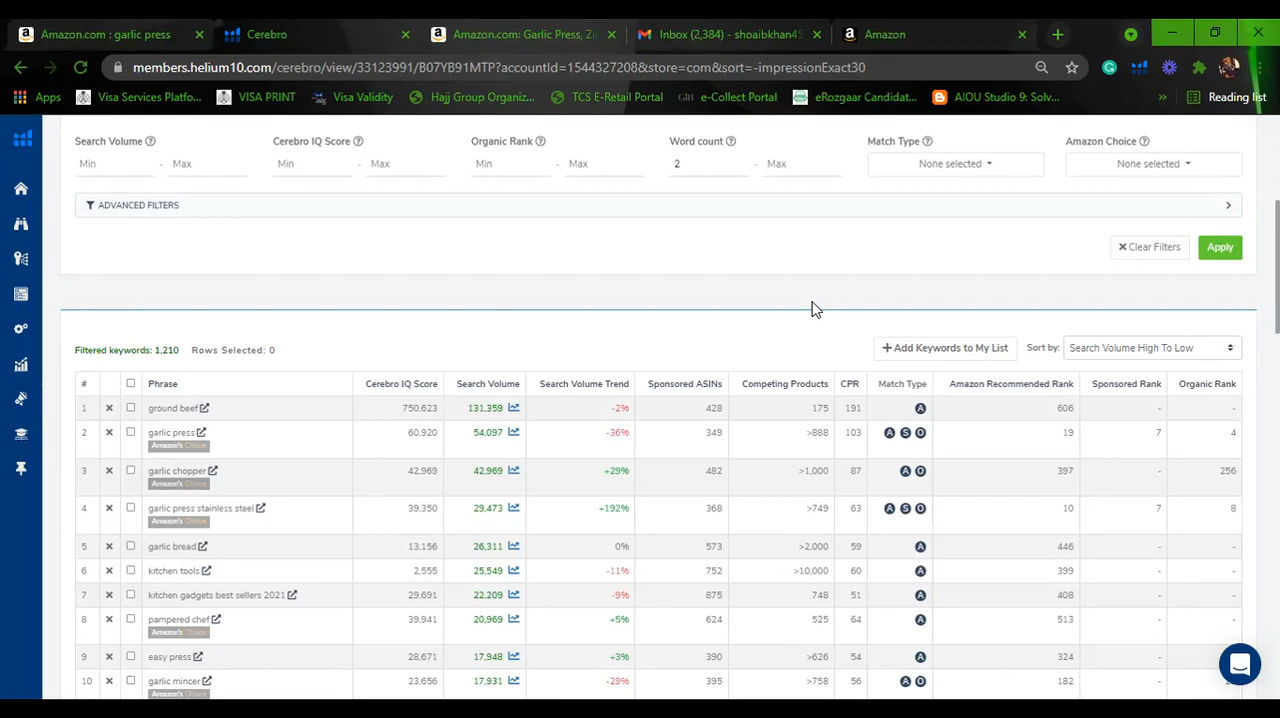 Amazon.com : garlic press
Cerebro
Amazon.com: Garlic Press, Zu
Inbox (2,384) - shoaibkhan45
Amazon
members.helium10.com/cerebro/view/33123991/B07YB91MTP?accountId=1544327208&store=com&sort=-impressionExact30
Apps Visa Services Platfo... VISA PRINT Visa Validity Hajj Group Organiz... TCS E-Retail Portal e-Collect Portal eRozgaar Candidat... AIOU Studio 9: Solv... » Reading list
Search Volume Cerebro IQ Score Organic Rank Word count Match Type Amazon Choice
Min - Max Min - Max Min - Max 2 - Max None selected None selected
ADVANCED FILTERS
Clear Filters Apply
Filtered keywords: 1,210 Rows Selected: 0 + Add Keywords to My List Sort by: Search Volume High To Low
# Phrase Cerebro IQ Score Search Volume Search Volume Trend Sponsored ASINs Competing Products CPR Match Type Amazon Recommended Rank Sponsored Rank Organic Rank
1 ground beef 750,623 131,359 -2% 428 175 191 A 606 - -
2 garlic press 60,920 54,097 -36% 349 >888 103 A S O 19 7 4
Amazon's Choice
3 garlic chopper 42,969 42,969 +29% 482 >1,000 87 A O 397 - 256
Amazon's Choice
4 garlic press stainless steel 39,350 29,473 +192% 368 >749 63 A S O 10 7 8
Amazon's Choice
5 garlic bread 13,156 26,311 0% 573 >2,000 59 A 446 - -
6 kitchen tools 2,555 25,549 -11% 752 >10,000 60 A 399 - -
7 kitchen gadgets best sellers 2021 29,691 22,209 -9% 875 748 51 A 408 - -
8 pampered chef 39,941 20,969 +5% 624 525 64 A 513 - -
Amazon's Choice
9 easy press 28,671 17,948 +3% 390 >626 54 A 324 - -
10 garlic mincer 23,656 17,931 -29% 395 >758 56 A O 182 -
Amazon's Choice